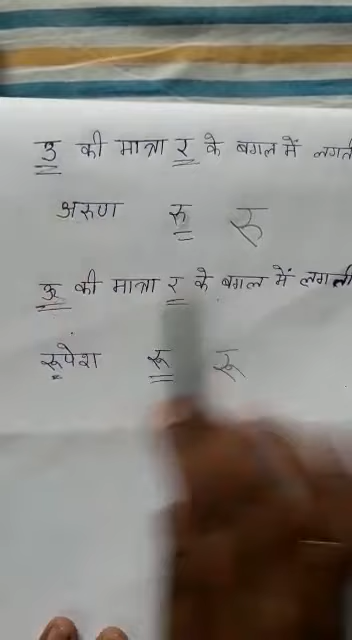 उ की मात्रा र के बगल में लगती
अरुण रु रु
ऊ की मात्रा र के बगल में लगती
रूपेश रू रू